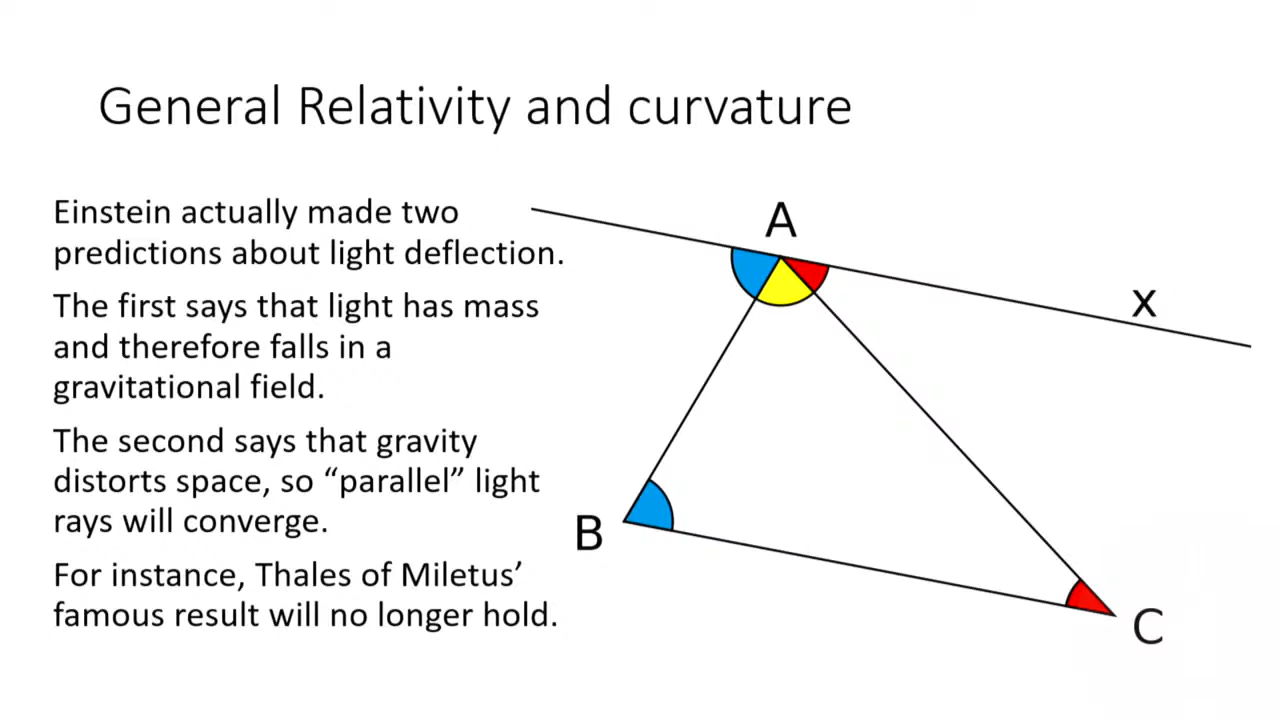 General Relativity and curvature
Einstein actually made two
predictions about light deflection.
The first says that light has mass
and therefore falls in a
gravitational field.
The second says that gravity
distorts space, so “parallel” light
rays will converge.
For instance, Thales of Miletus’
famous result will no longer hold.
A
x
B
C